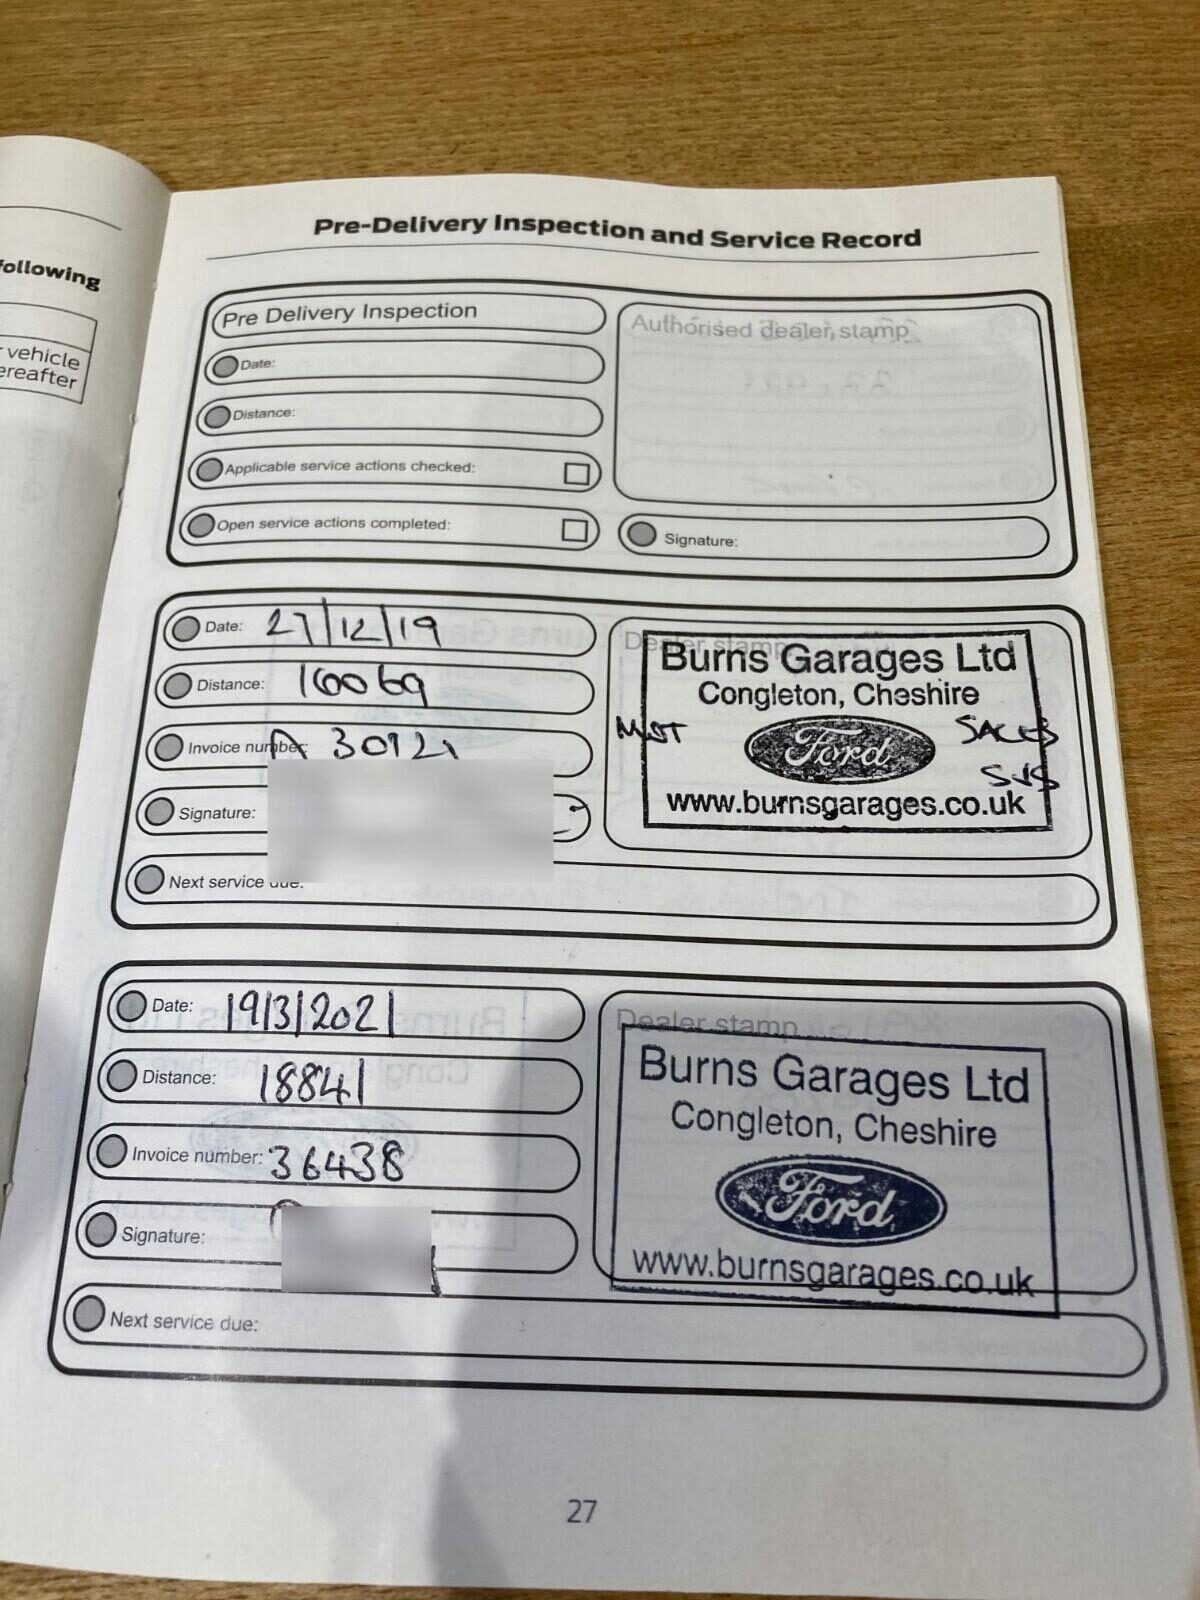 following
vehicle
ereafter
Pre-Delivery Inspection and Service Record
Pre Delivery Inspection
Date:
Distance:
Applicable service actions checked:
Open service actions completed:
Authorised dealer stamp
Signature:
Date: 27/12/19
Distance: 16069
Invoice number:
Signature:
Next service due:
Dealer stamp
Burns Garages Ltd
Congleton, Cheshire
Ford
SALES
www.burnsgarages.co.uk
Date: 19/3/2021
Distance: 18841
Invoice number: 36438
Signature:
Next service due:
Dealer stamp
Burns Garages Ltd
Congleton, Cheshire
Ford
www.burnsgarages.co.uk
27